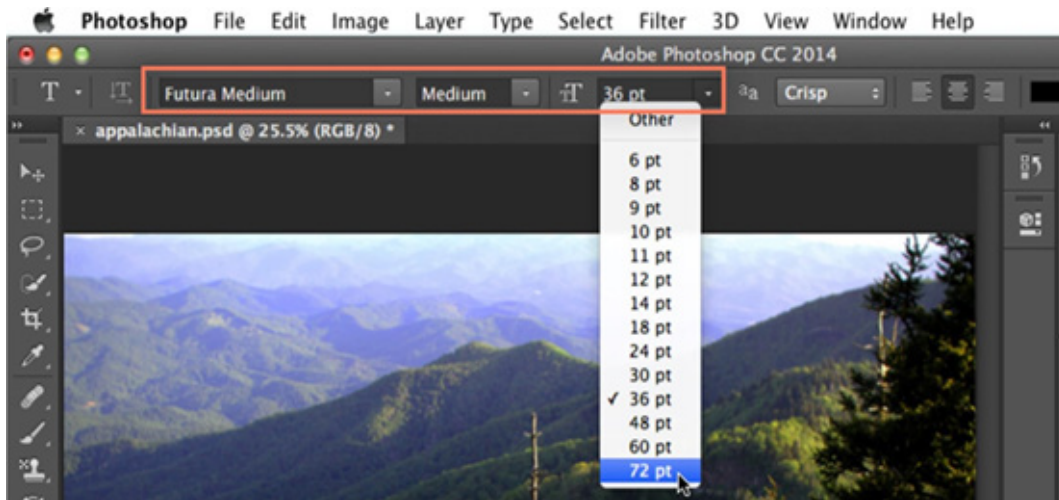 Photoshop File Edit Image Layer Type Select Filter 3D View Window Help
Adobe Photoshop CC 2014
T T Futura Medium Medium T 36 pt aa Crisp
× appalachian.psd @ 25.5% (RGB/8) *
Other
6 pt
8 pt
9 pt
10 pt
11 pt
12 pt
14 pt
18 pt
24 pt
30 pt
✓ 36 pt
48 pt
60 pt
72 pt